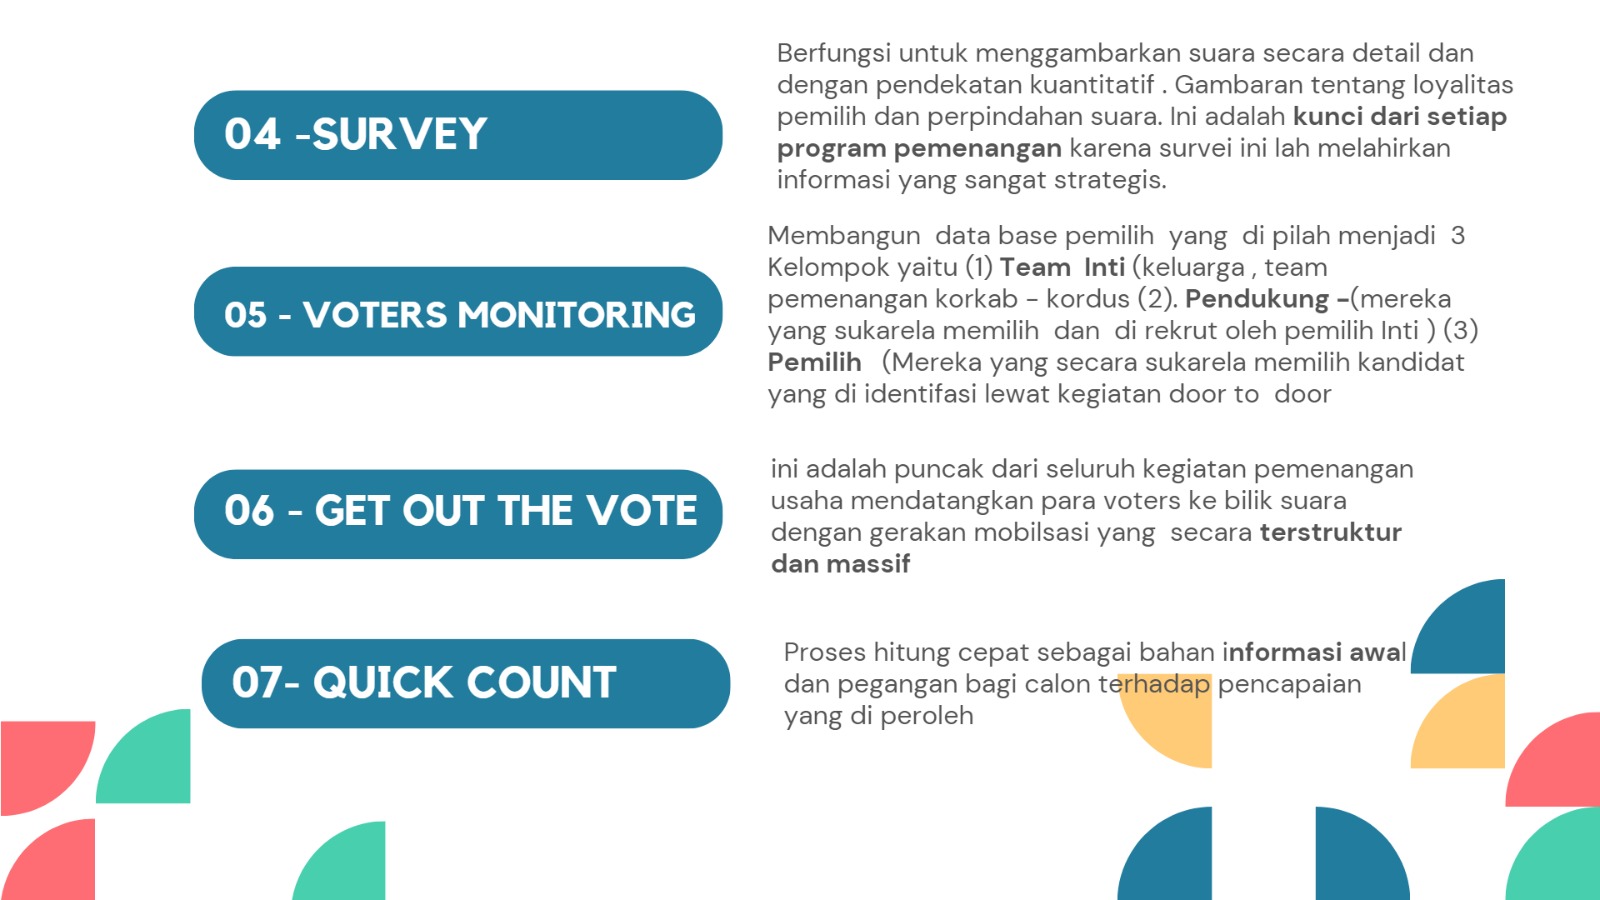 04 -SURVEY
Berfungsi untuk menggambarkan suara secara detail dan
dengan pendekatan kuantitatif . Gambaran tentang loyalitas
pemilih dan perpindahan suara. Ini adalah kunci dari setiap
program pemenangan karena survei ini lah melahirkan
informasi yang sangat strategis.
05 - VOTERS MONITORING
Membangun data base pemilih yang di pilah menjadi 3
Kelompok yaitu (1) Team Inti (keluarga , team
pemenangan korkab - kordus (2). Pendukung -(mereka
yang sukarela memilih dan di rekrut oleh pemilih Inti ) (3)
Pemilih (Mereka yang secara sukarela memilih kandidat
yang di identifasi lewat kegiatan door to door
06 - GET OUT THE VOTE
ini adalah puncak dari seluruh kegiatan pemenangan
usaha mendatangkan para voters ke bilik suara
dengan gerakan mobilsasi yang secara terstruktur
dan massif
07- QUICK COUNT
Proses hitung cepat sebagai bahan informasi awal
dan pegangan bagi calon terhadap pencapaian
yang di peroleh